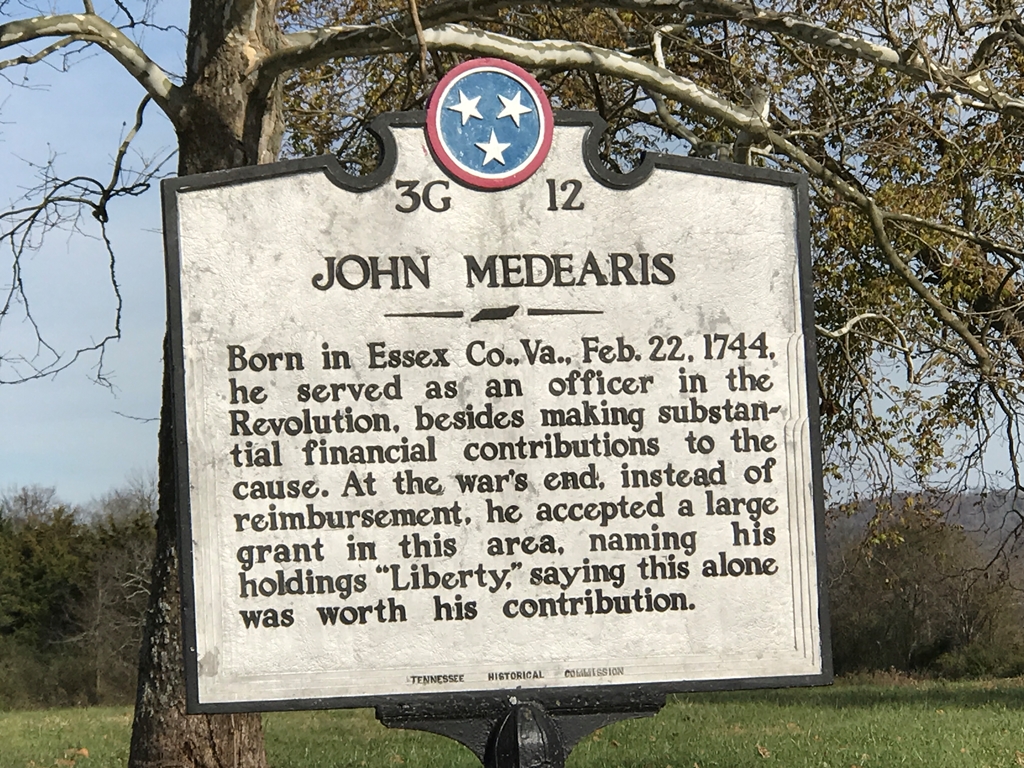 3G 12
JOHN MEDEARIS
Born in Essex Co., Va., Feb. 22, 1744,
he served as an officer in the
Revolution, besides making substan-
tial financial contributions to the
cause. At the war's end, instead of
reimbursement, he accepted a large
grant in this area, naming his
holdings "Liberty," saying this alone
was worth his contribution.
TENNESSEE HISTORICAL COMMISSION